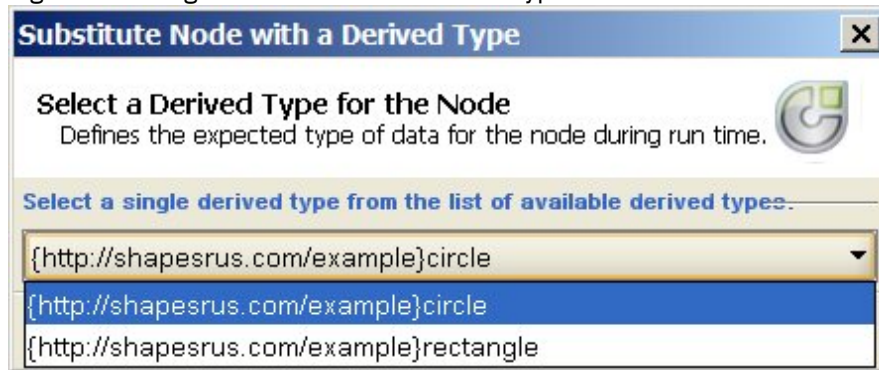 Substitute Node with a Derived Type
Select a Derived Type for the Node
Defines the expected type of data for the node during run time.
Select a single derived type from the list of available derived types.
{http://shapesrus.com/example}circle
{http://shapesrus.com/example}circle
{http://shapesrus.com/example}rectangle